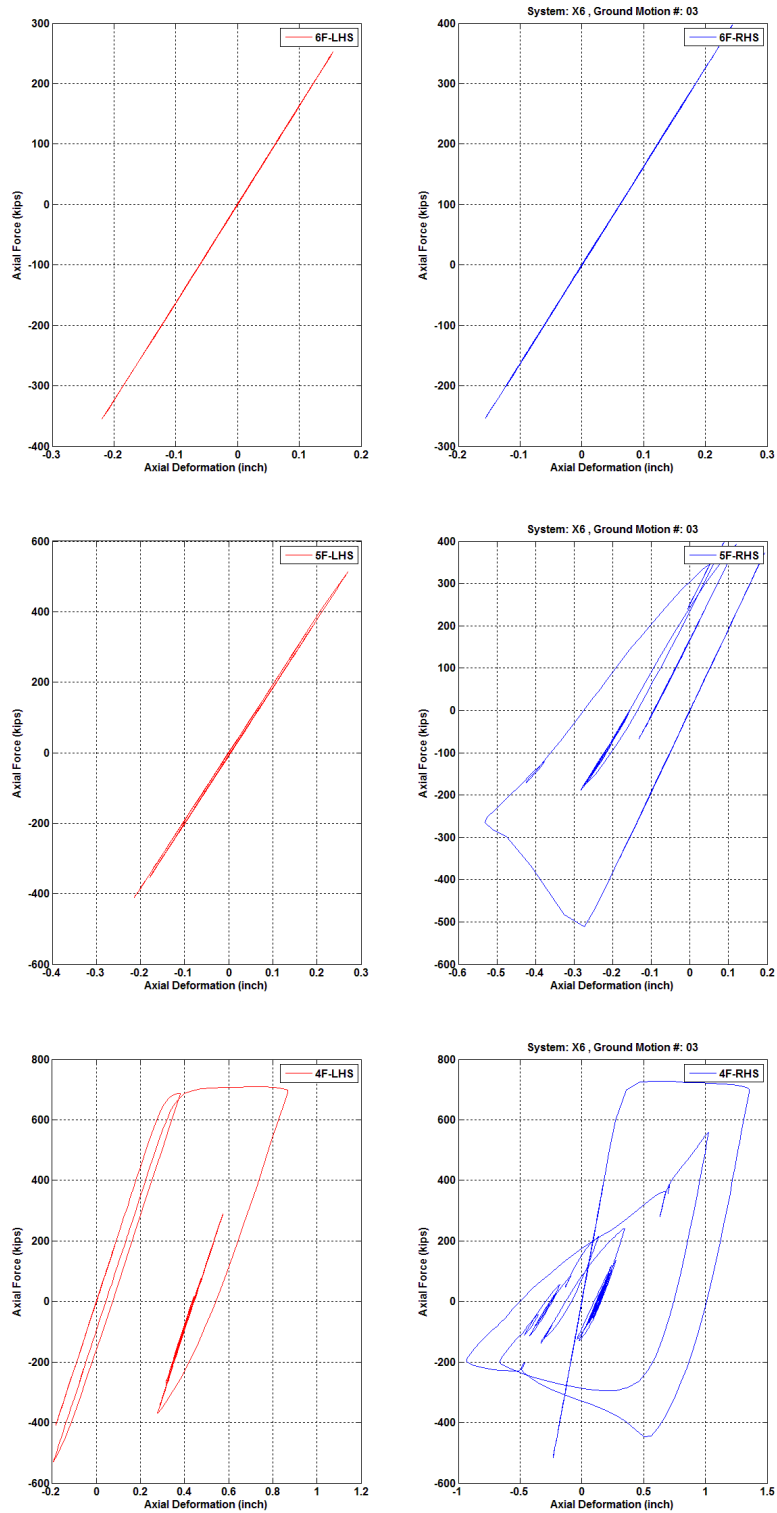 System: X6 , Ground Motion #: 03
300
200
100
0
-100
-200
-300
-400
-0.3 -0.2 -0.1 0 0.1 0.2
Axial Force (kips)
Axial Deformation (inch)
6F-LHS
400
300
200
100
0
-100
-200
-300
-0.2 -0.1 0 0.1 0.2 0.3
Axial Force (kips)
Axial Deformation (inch)
6F-RHS
600
400
200
0
-200
-400
-600
-0.4 -0.3 -0.2 -0.1 0 0.1 0.2 0.3
Axial Force (kips)
Axial Deformation (inch)
5F-LHS
System: X6 , Ground Motion #: 03
400
300
200
100
0
-100
-200
-300
-400
-500
-600
-0.6 -0.5 -0.4 -0.3 -0.2 -0.1 0 0.1 0.2
Axial Force (kips)
Axial Deformation (inch)
5F-RHS
800
600
400
200
0
-200
-400
-600
-0.2 0 0.2 0.4 0.6 0.8 1 1.2
Axial Force (kips)
Axial Deformation (inch)
4F-LHS
System: X6 , Ground Motion #: 03
800
600
400
200
0
-200
-400
-600
-1 -0.5 0 0.5 1 1.5
Axial Force (kips)
Axial Deformation (inch)
4F-RHS